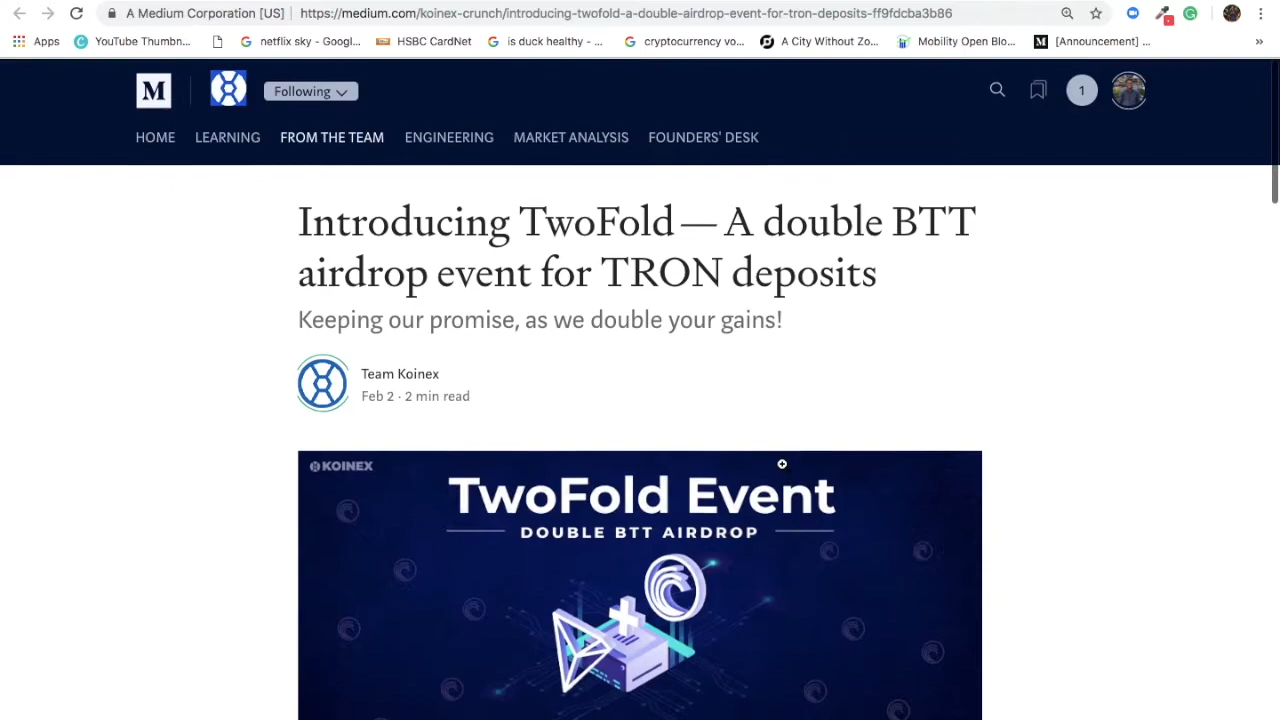 A Medium Corporation [US] https://medium.com/koinex-crunch/introducing-twofold-a-double-airdrop-event-for-tron-deposits-ff9fdcba3b86
Apps YouTube Thumbn... netflix sky - Googl... HSBC CardNet is duck healthy - ... cryptocurrency vo... A City Without Zo... Mobility Open Blo... M [Announcement] ... »
M Following 1
HOME LEARNING FROM THE TEAM ENGINEERING MARKET ANALYSIS FOUNDERS' DESK
Introducing TwoFold — A double BTT
airdrop event for TRON deposits
Keeping our promise, as we double your gains!
Team Koinex
Feb 2 · 2 min read
KOINEX
TwoFold Event
DOUBLE BTT AIRDROP